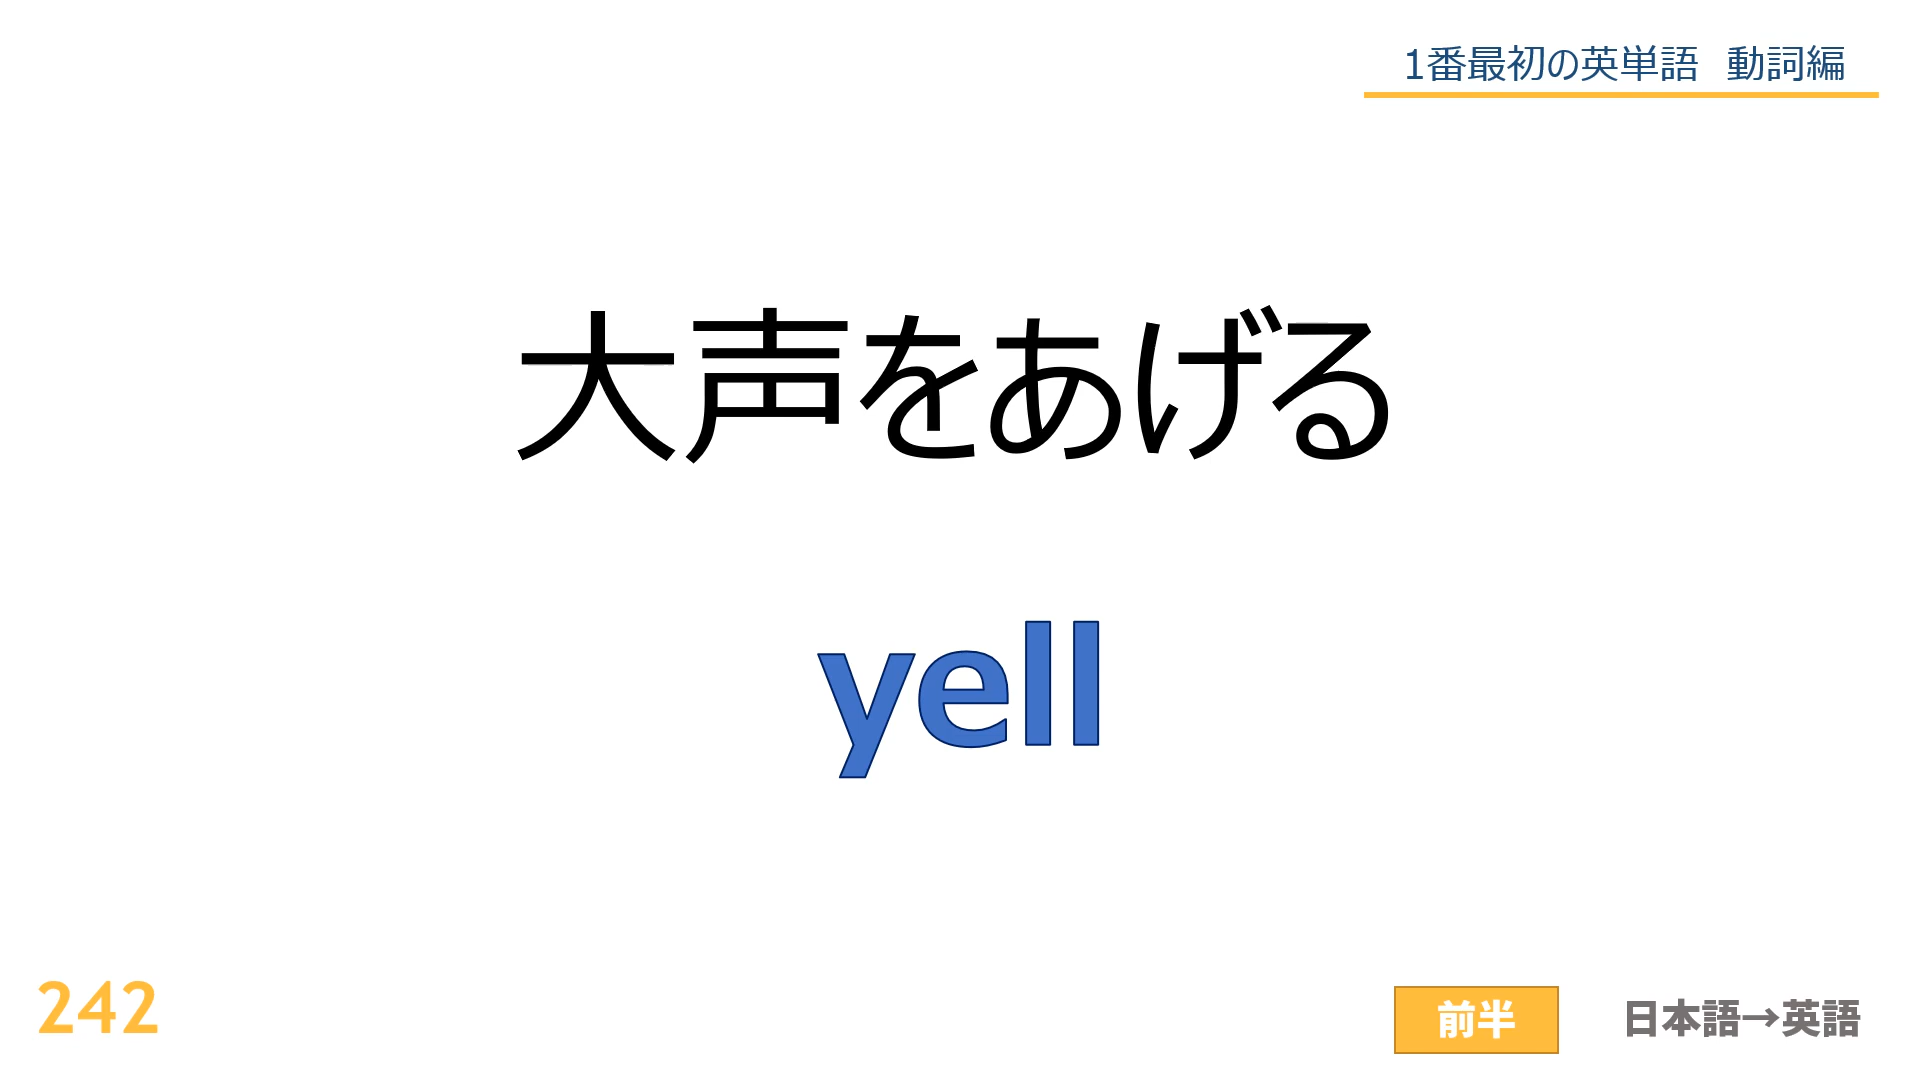 1番最初の英単語　動詞編
大声をあげる
yell
242
前半
日本語→英語